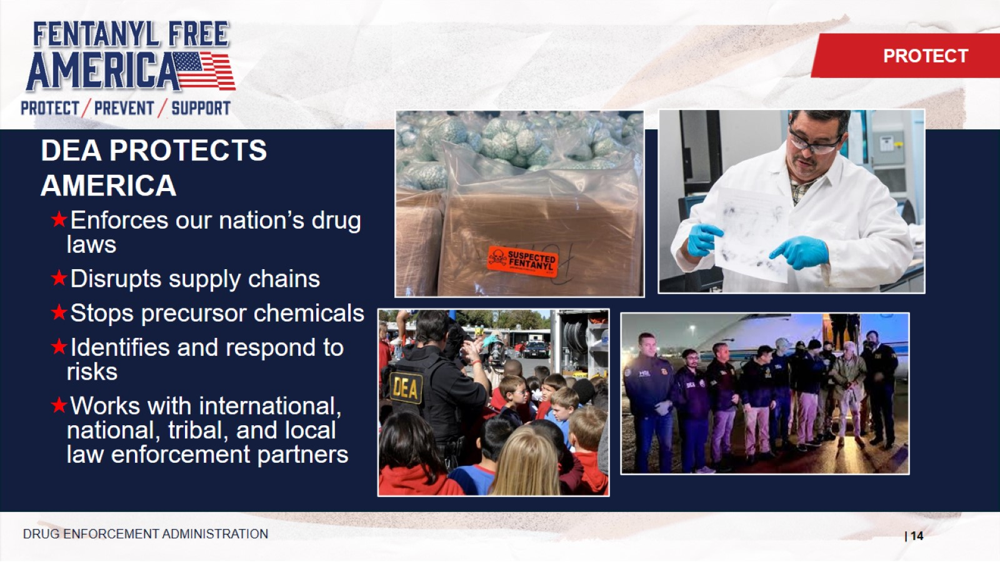 FENTANYL FREE
AMERICA
PROTECT / PREVENT / SUPPORT
PROTECT
DEA PROTECTS
AMERICA
★Enforces our nation’s drug
laws
★Disrupts supply chains
★Stops precursor chemicals
★Identifies and respond to
risks
★Works with international,
national, tribal, and local
law enforcement partners
SUSPECTED
FENTANYL
DEA
HSI
DRUG ENFORCEMENT ADMINISTRATION
| 14